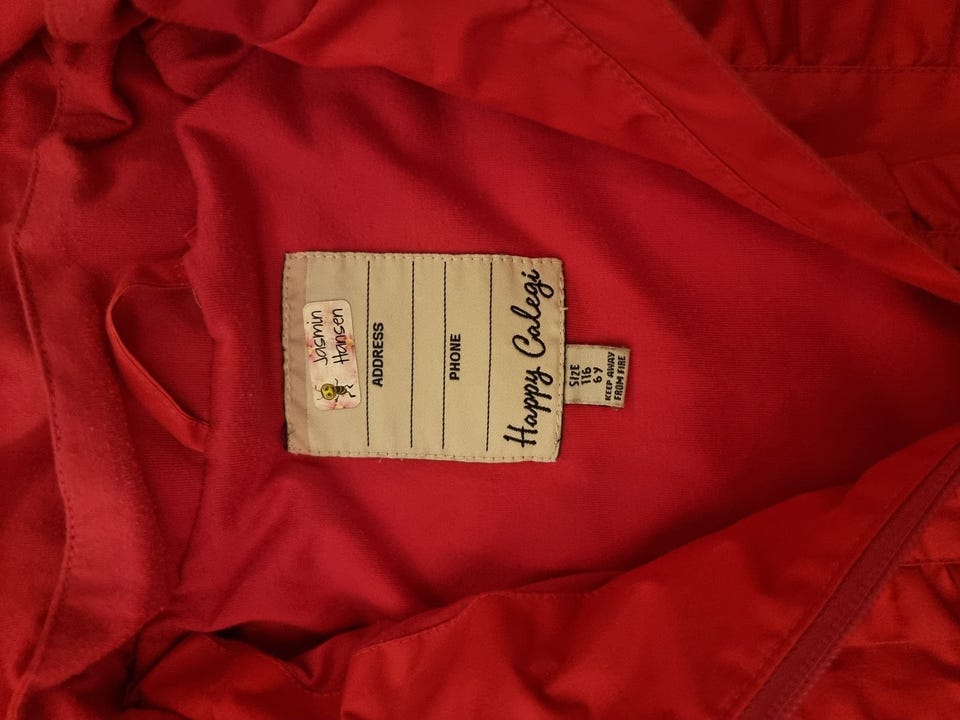 Jasmin
Hansen
ADDRESS
PHONE
Happy Calegi
SIZE
116
6Y
KEEP AWAY
FROM FIRE